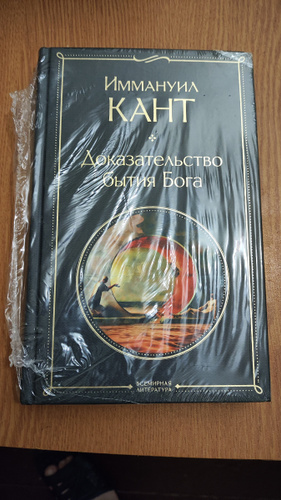 Иммануил
КАНТ
Доказательство
бытия Бога
ВСЕМИРНАЯ
ЛИТЕРАТУРА